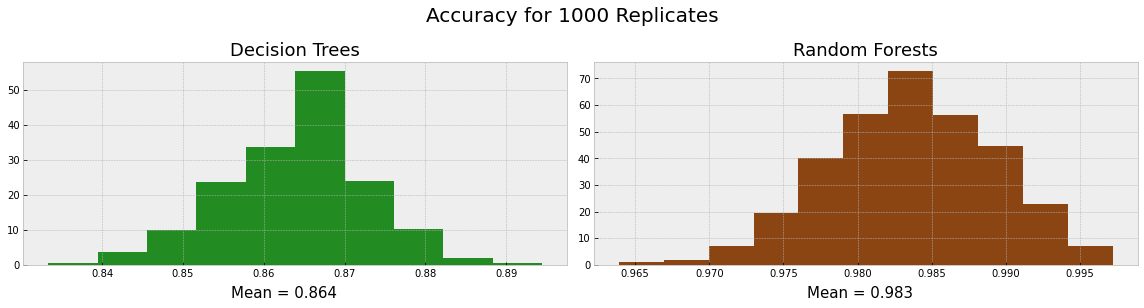 Accuracy for 1000 Replicates
Decision Trees
50
40
30
20
10
0
0.84 0.85 0.86 0.87 0.88 0.89
Mean = 0.864
Random Forests
70
60
50
40
30
20
10
0
0.965 0.970 0.975 0.980 0.985 0.990 0.995
Mean = 0.983